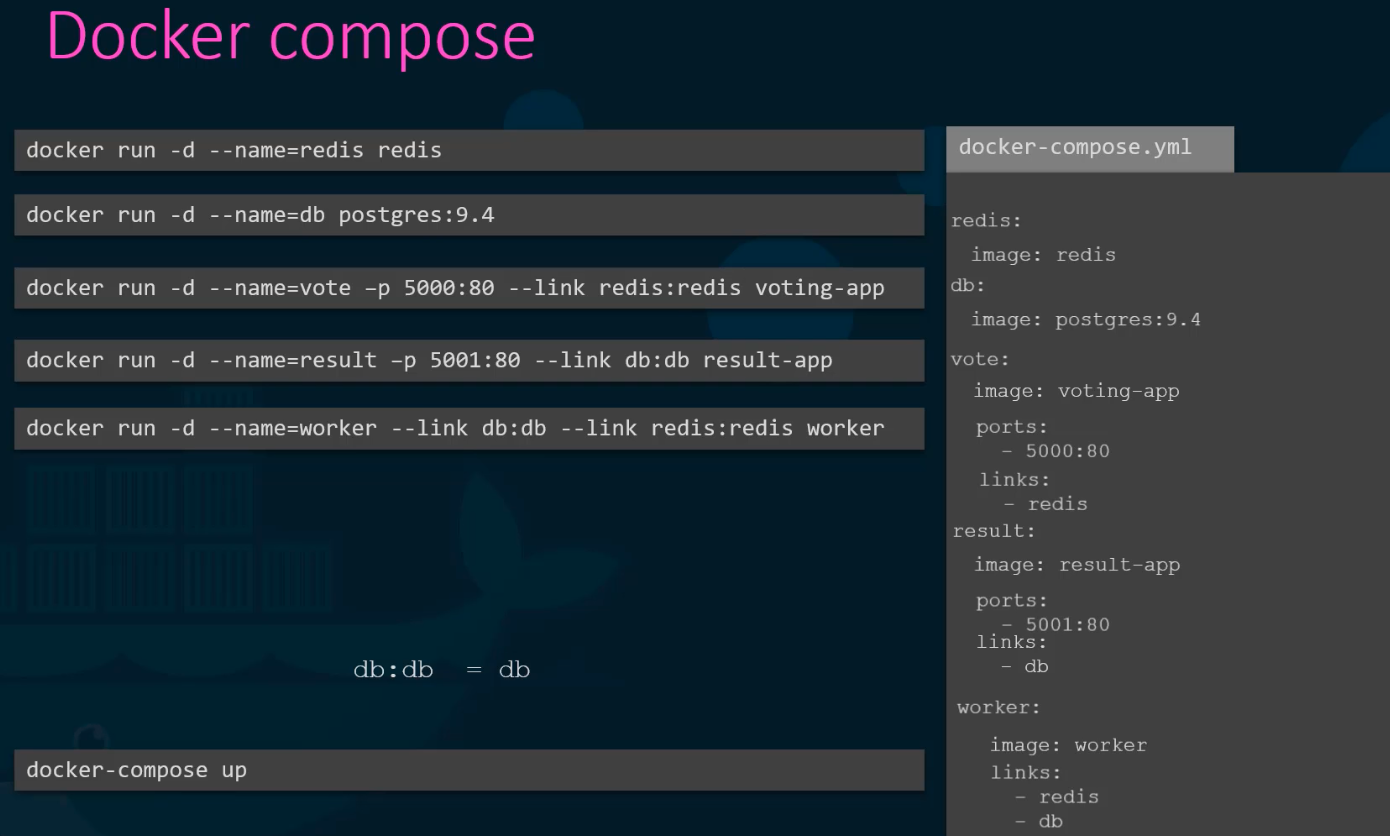 Docker compose
docker run -d --name=redis redis
docker run -d --name=db postgres:9.4
docker run -d --name=vote –p 5000:80 --link redis:redis voting-app
docker run -d --name=result –p 5001:80 --link db:db result-app
docker run -d --name=worker --link db:db --link redis:redis worker
db:db = db
docker-compose up
docker-compose.yml
redis:
image: redis
db:
image: postgres:9.4
vote:
image: voting-app
ports:
- 5000:80
links:
- redis
result:
image: result-app
ports:
- 5001:80
links:
- db
worker:
image: worker
links:
- redis
- db